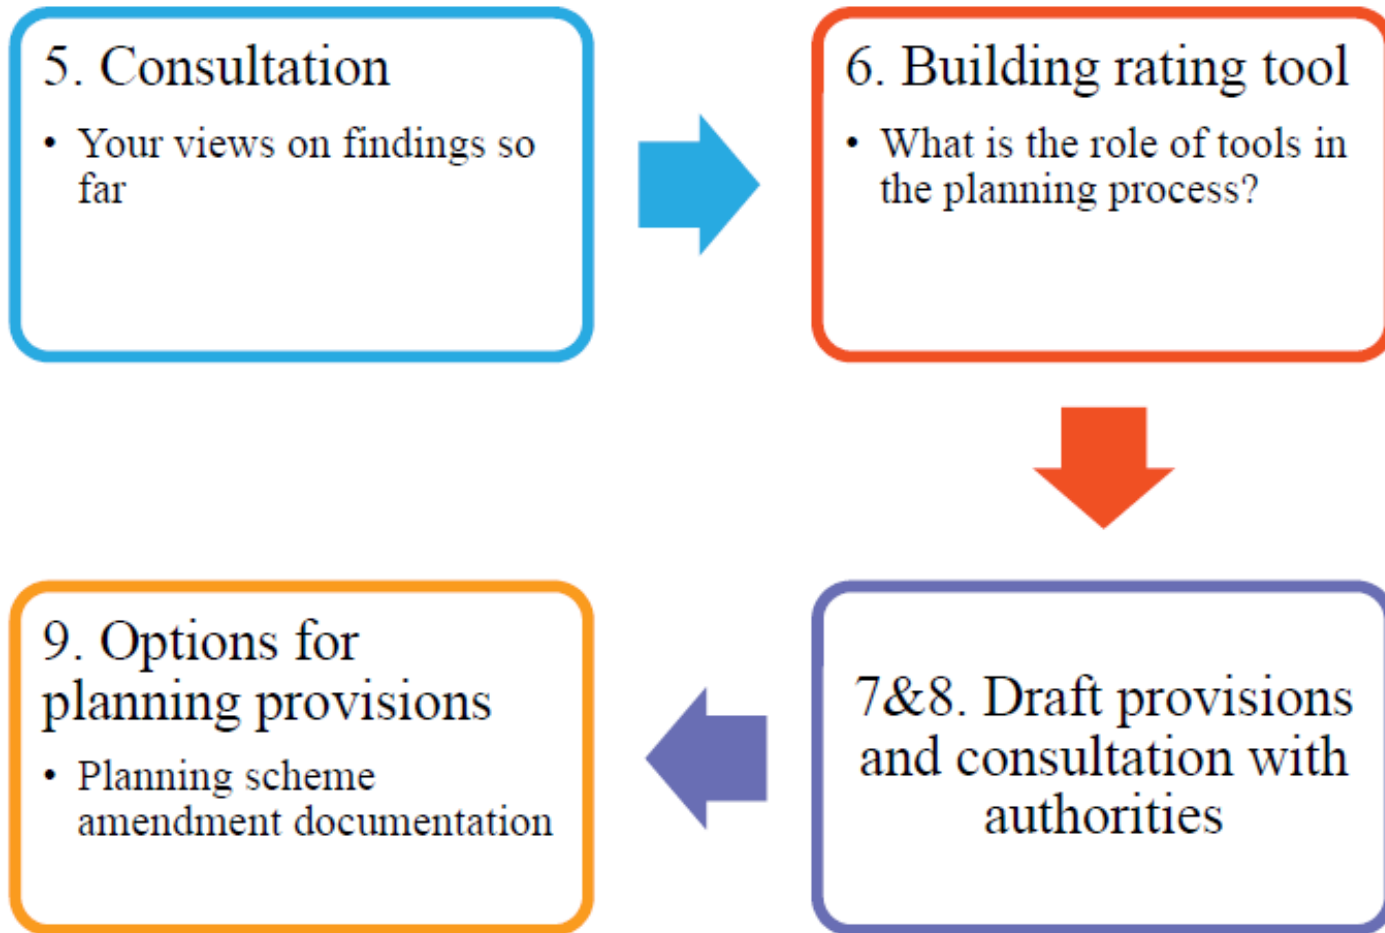 5. Consultation
• Your views on findings so
far
6. Building rating tool
• What is the role of tools in
the planning process?
7&8. Draft provisions
and consultation with
authorities
9. Options for
planning provisions
• Planning scheme
amendment documentation